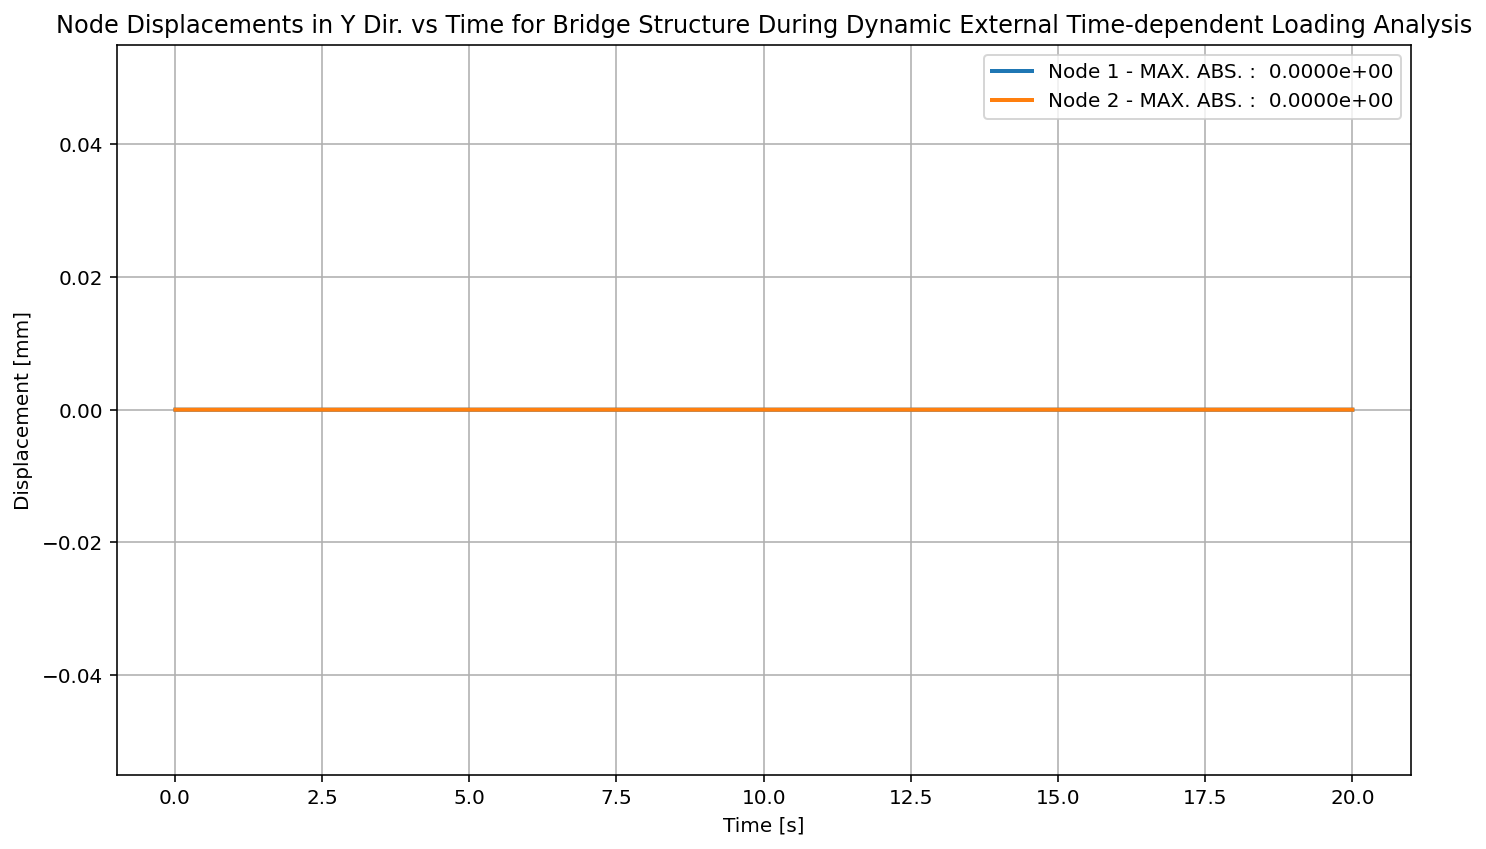 Node Displacements in Y Dir. vs Time for Bridge Structure During Dynamic External Time-dependent Loading Analysis
Node 1 - MAX. ABS. :  0.0000e+00
Node 2 - MAX. ABS. :  0.0000e+00
0.04
0.02
0.00
−0.02
−0.04
Displacement [mm]
0.0 2.5 5.0 7.5 10.0 12.5 15.0 17.5 20.0
Time [s]